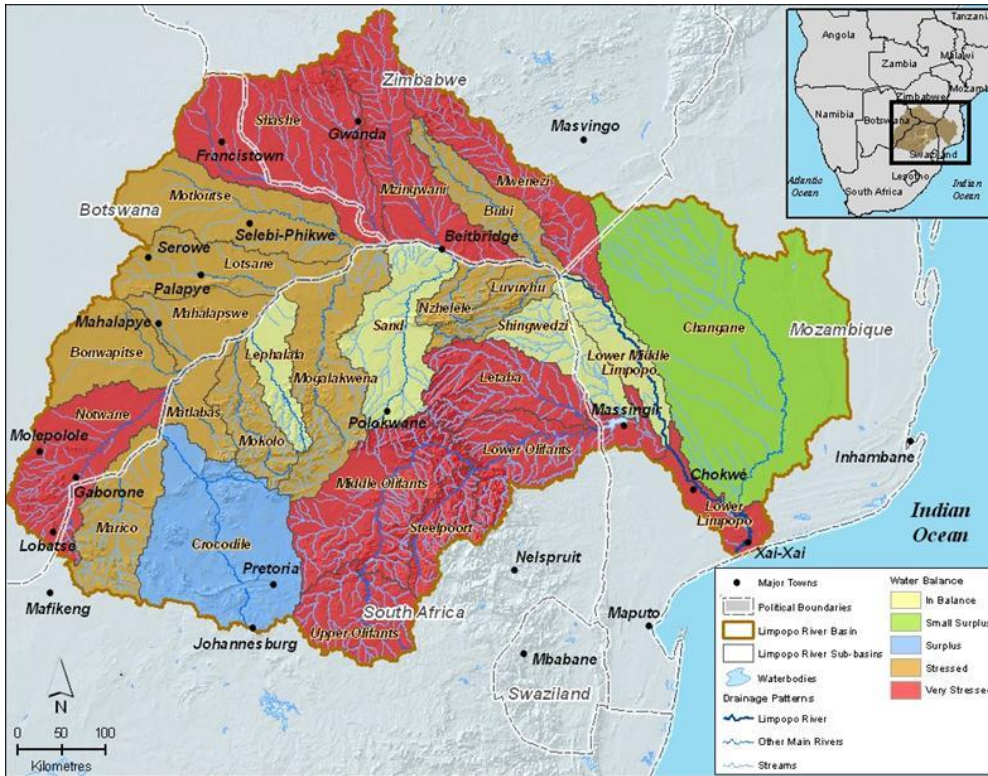 Zimbabwe
Shashe
Gwanda
Masvingo
Francistown
Mzingwani
Mwenezi
Motloutse
Bubi
Botswana
Selebi-Phikwe
Beitbridge
Serowe
Lotsane
Palapye
Luvuvhu
Nzhelele
Mahalapswe
Mahalapye
Sand
Shingwedzi
Changane
Mozambique
Bonwapitse
Lephalala
Lower Middle
Limpopo
Mogalakwena
Letaba
Notwane
Matlabas
Polokwane
Massingir
Molepolole
Mokolo
Lower Olifants
Inhambane
Gaborone
Middle Olifants
Chokwé
Lower
Limpopo
Indian
Ocean
Marico
Steelpoort
Lobatse
Crocodile
Xai-Xai
Pretoria
Nelspruit
Mafikeng
South Africa
Maputo
Johannesburg
Upper Olifants
Mbabane
Swaziland
N
0 50 100
Kilometres
Tanzania
Angola
Malawi
Zambia
Mozamb
Zimbabwe
Namibia
Botswana
Swaziland
Lesotho
Atlantic
Ocean
South Africa
Indian
Ocean
Major Towns
Political Boundaries
Limpopo River Basin
Limpopo River Sub-basins
Waterbodies
Drainage Patterns
Limpopo River
Other Main Rivers
Streams
Water Balance
In Balance
Small Surplus
Surplus
Stressed
Very Stressed